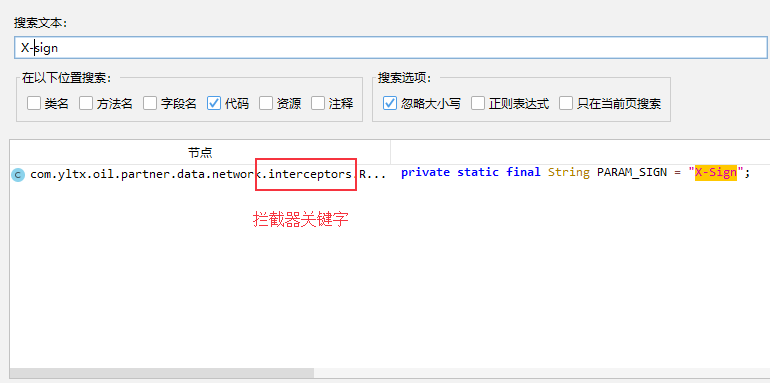 搜索文本:
X-sign
在以下位置搜索:
类名 方法名 字段名 代码 资源 注释
搜索选项:
忽略大小写 正则表达式 只在当前页搜索
节点
com.yltx.oil.partner.data.network.interceptors.R... private static final String PARAM_SIGN = "X-Sign";
拦截器关键字